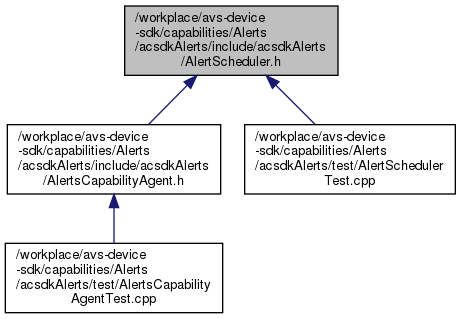 /workplace/avs-device
-sdk/capabilities/Alerts
/acsdkAlerts/include/acsdkAlerts
/AlertScheduler.h
/workplace/avs-device
-sdk/capabilities/Alerts
/acsdkAlerts/include/acsdkAlerts
/AlertsCapabilityAgent.h
/workplace/avs-device
-sdk/capabilities/Alerts
/acsdkAlerts/test/AlertScheduler
Test.cpp
/workplace/avs-device
-sdk/capabilities/Alerts
/acsdkAlerts/test/AlertsCapability
AgentTest.cpp